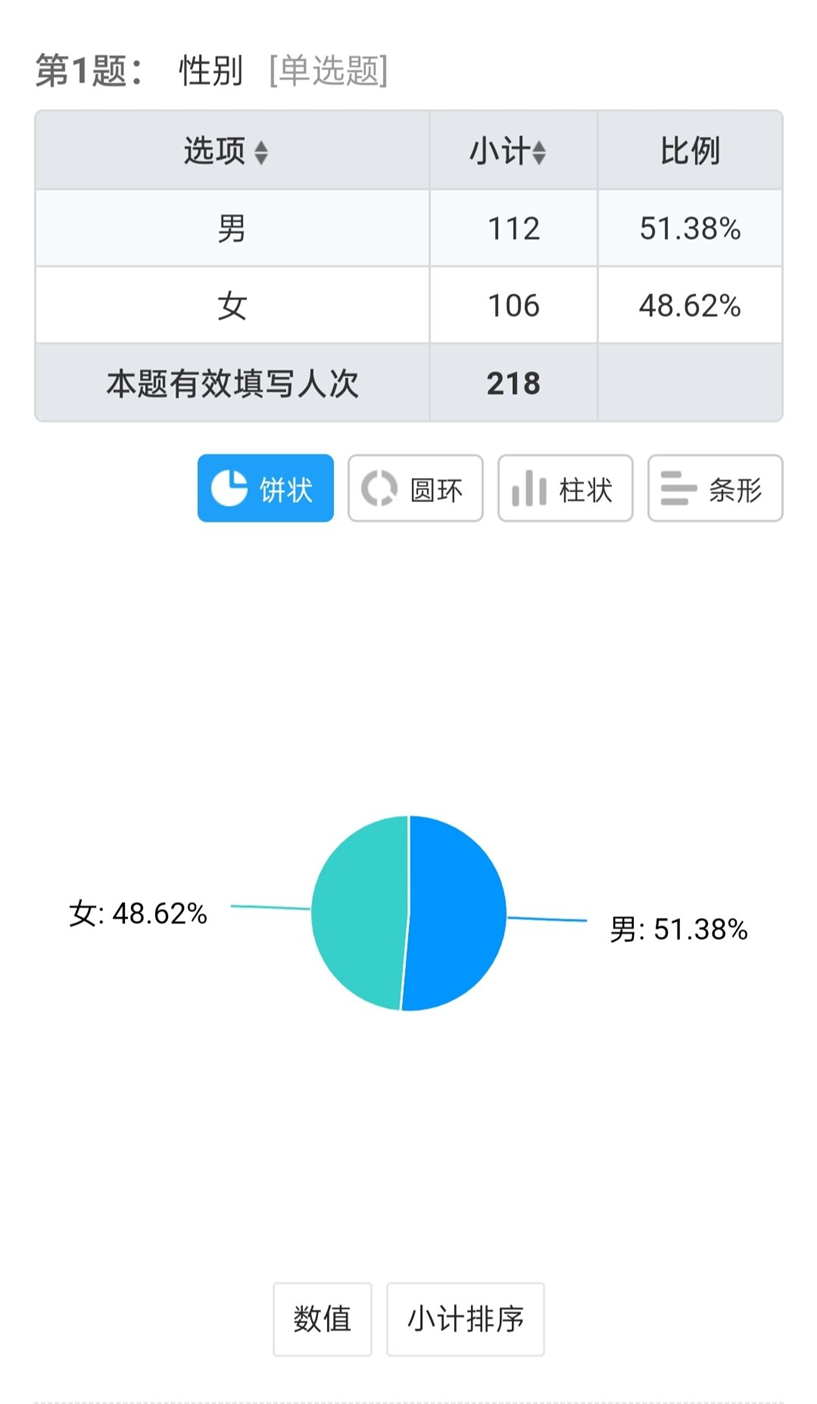 第1题： 性别 [单选题]
选项 小计 比例
男 112 51.38%
女 106 48.62%
本题有效填写人次 218
饼状 圆环 柱状 条形
女: 48.62%
男: 51.38%
数值 小计排序